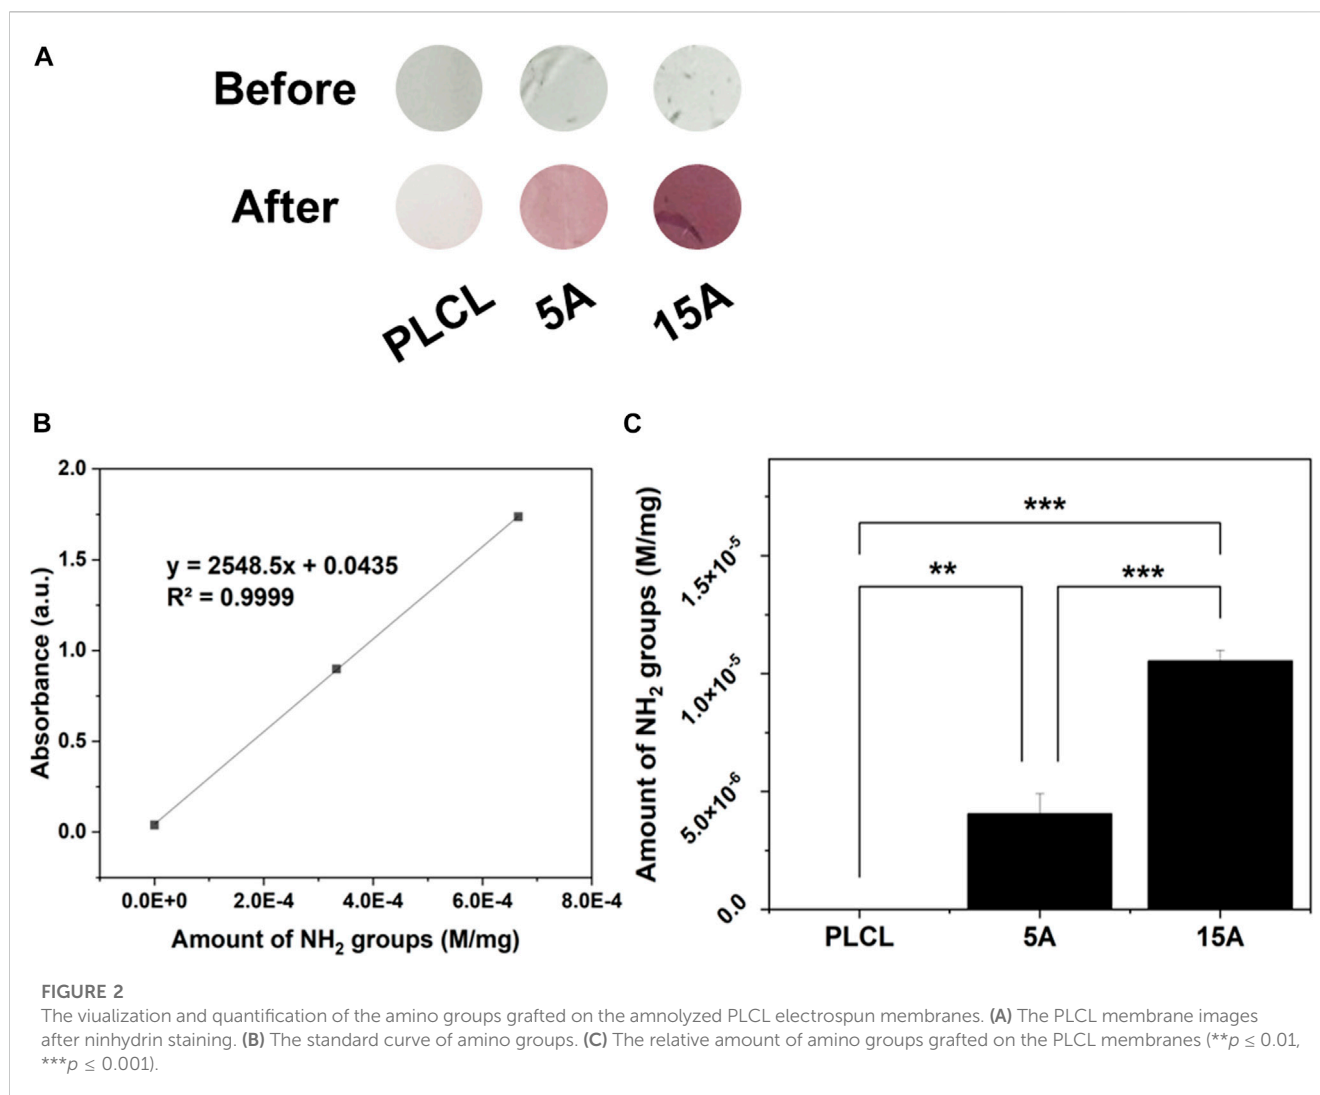 A
Before
After
PLCL
5A
15A
B
2.0
1.5
1.0
0.5
0.0
Absorbance (a.u.)
y = 2548.5x + 0.0435
R² = 0.9999
0.0E+0 2.0E-4 4.0E-4 6.0E-4 8.0E-4
Amount of NH₂ groups (M/mg)
C
Amount of NH₂ groups (M/mg)
1.5×10⁻⁵
1.0×10⁻⁵
5.0×10⁻⁶
0.0
***
** ***
PLCL 5A 15A
FIGURE 2
The viualization and quantification of the amino groups grafted on the amnolyzed PLCL electrospun membranes. (A) The PLCL membrane images
after ninhydrin staining. (B) The standard curve of amino groups. (C) The relative amount of amino groups grafted on the PLCL membranes (**p ≤ 0.01,
***p ≤ 0.001).